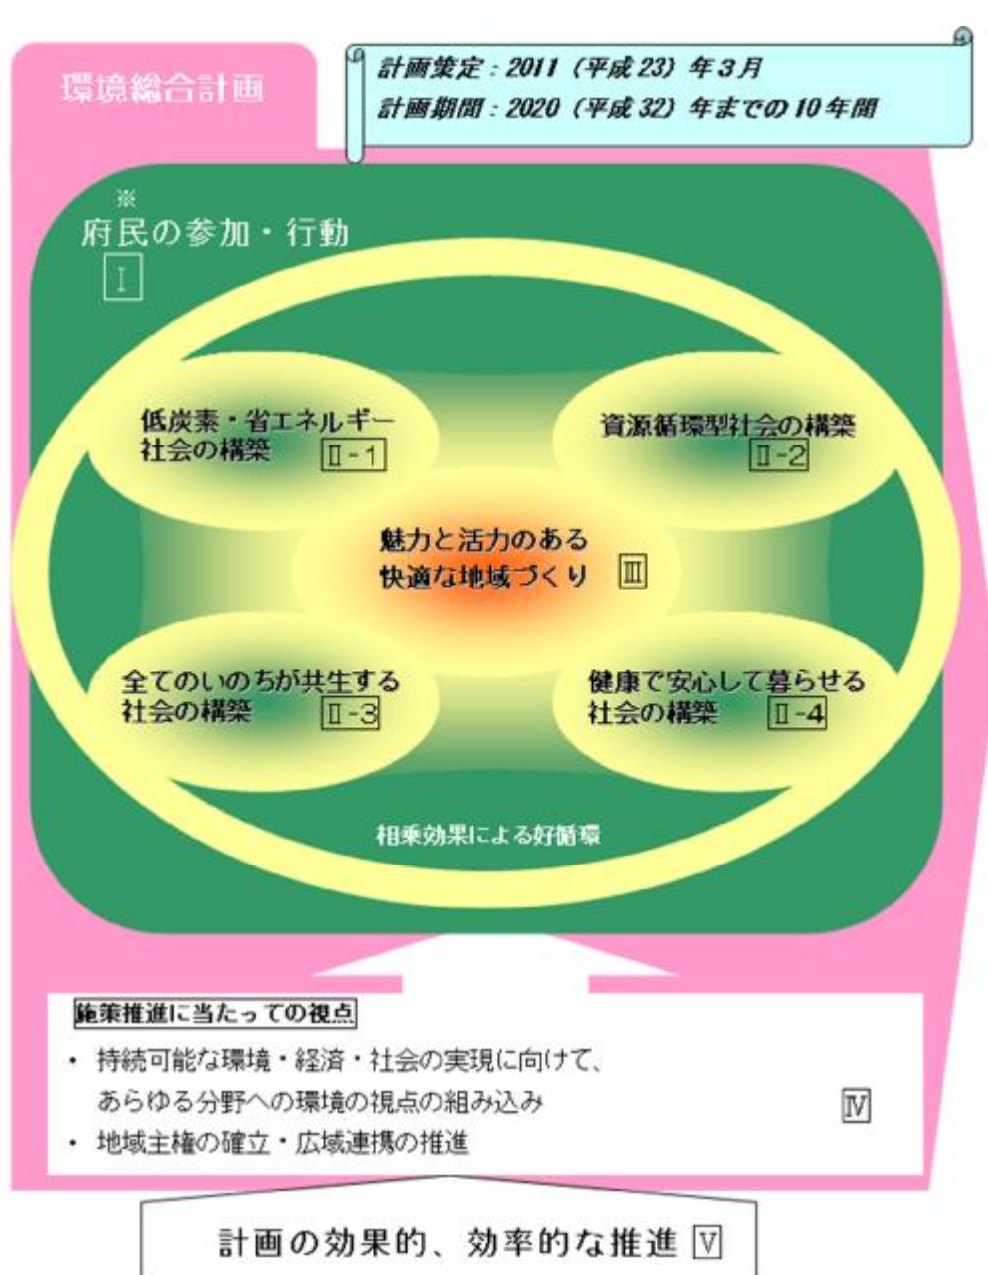 環境総合計画
計画策定：2011（平成23）年3月
計画期間：2020（平成32）年までの10年間
※
府民の参加・行動
Ⅰ
低炭素・省エネルギー
社会の構築 Ⅱ-1
資源循環型社会の構築
Ⅱ-2
魅力と活力のある
快適な地域づくり Ⅲ
全てのいのちが共生する
社会の構築 Ⅱ-3
健康で安心して暮らせる
社会の構築 Ⅱ-4
相乗効果による好循環
施策推進に当たっての視点
・ 持続可能な環境・経済・社会の実現に向けて、
あらゆる分野への環境の視点の組み込み Ⅳ
・ 地域主権の確立・広域連携の推進
計画の効果的、効率的な推進 Ⅴ